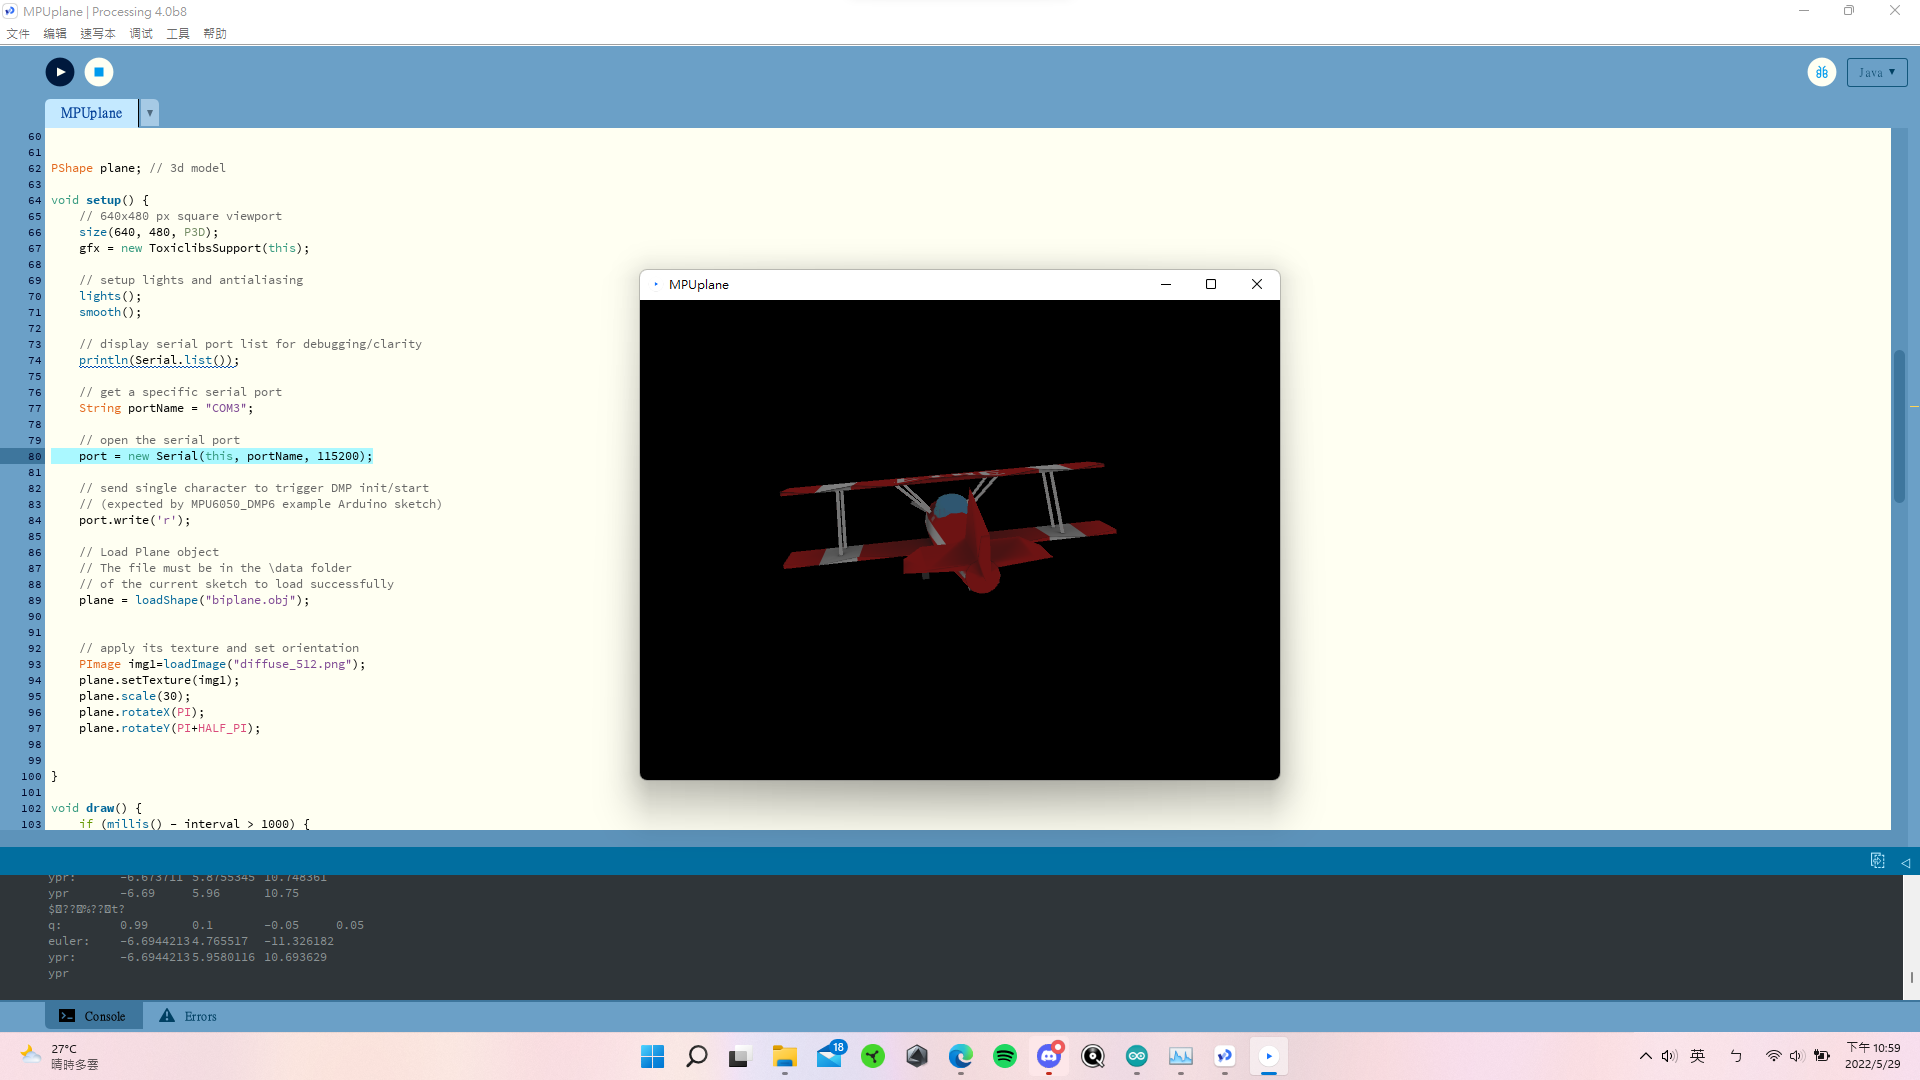 MPUplane | Processing 4.0b8
文件 编辑 速写本 调试 工具 帮助
Java ▼
MPUplane ▼
60
61
62 PShape plane; // 3d model
63
64 void setup() {
65 // 640x480 px square viewport
66 size(640, 480, P3D);
67 gfx = new ToxiclibsSupport(this);
68
69 // setup lights and antialiasing
70 lights();
71 smooth();
72
73 // display serial port list for debugging/clarity
74 println(Serial.list());
75
76 // get a specific serial port
77 String portName = "COM3";
78
79 // open the serial port
80 port = new Serial(this, portName, 115200);
81
82 // send single character to trigger DMP init/start
83 // (expected by MPU6050_DMP6 example Arduino sketch)
84 port.write('r');
85
86 // Load Plane object
87 // The file must be in the \data folder
88 // of the current sketch to load successfully
89 plane = loadShape("biplane.obj");
90
91
92 // apply its texture and set orientation
93 PImage img1=loadImage("diffuse_512.png");
94 plane.setTexture(img1);
95 plane.scale(30);
96 plane.rotateX(PI);
97 plane.rotateY(PI+HALF_PI);
98
99
100 }
101
102 void draw() {
103 if (millis() - interval > 1000) {
MPUplane
ypr: -6.673711 5.8755345 10.748361
ypr -6.69 5.96 10.75
q: 0.99 0.1 -0.05 0.05
euler: -6.6944213 4.765517 -11.326182
ypr: -6.6944213 5.9580116 10.693629
ypr
Console Errors
27°C
晴時多雲
18
英 ㄅ
下午 10:59
2022/5/29